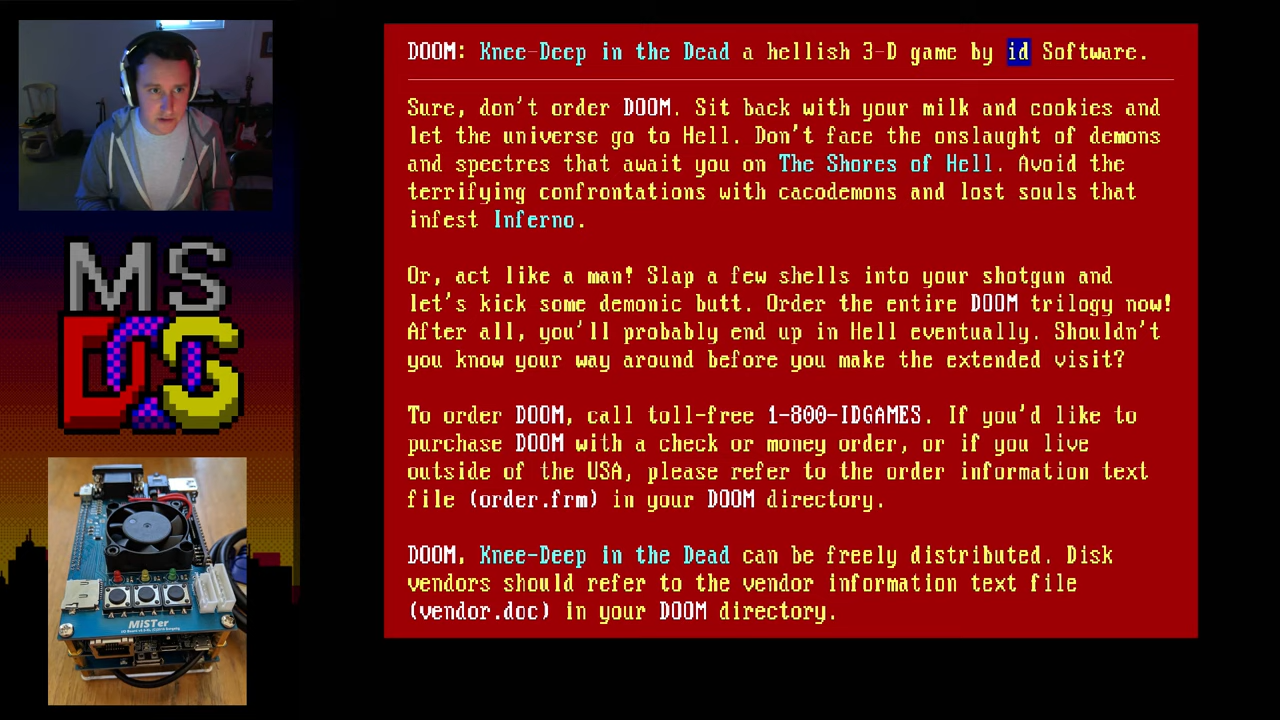 DOOM: Knee-Deep in the Dead a hellish 3-D game by id Software.
Sure, don't order DOOM. Sit back with your milk and cookies and
let the universe go to Hell. Don't face the onslaught of demons
and spectres that await you on The Shores of Hell. Avoid the
terrifying confrontations with cacodemons and lost souls that
infest Inferno.
Or, act like a man! Slap a few shells into your shotgun and
let's kick some demonic butt. Order the entire DOOM trilogy now!
After all, you'll probably end up in Hell eventually. Shouldn't
you know your way around before you make the extended visit?
To order DOOM, call toll-free 1-800-IDGAMES. If you'd like to
purchase DOOM with a check or money order, or if you live
outside of the USA, please refer to the order information text
file (order.frm) in your DOOM directory.
DOOM, Knee-Deep in the Dead can be freely distributed. Disk
vendors should refer to the vendor information text file
(vendor.doc) in your DOOM directory.
MS
DOS
MiSTer